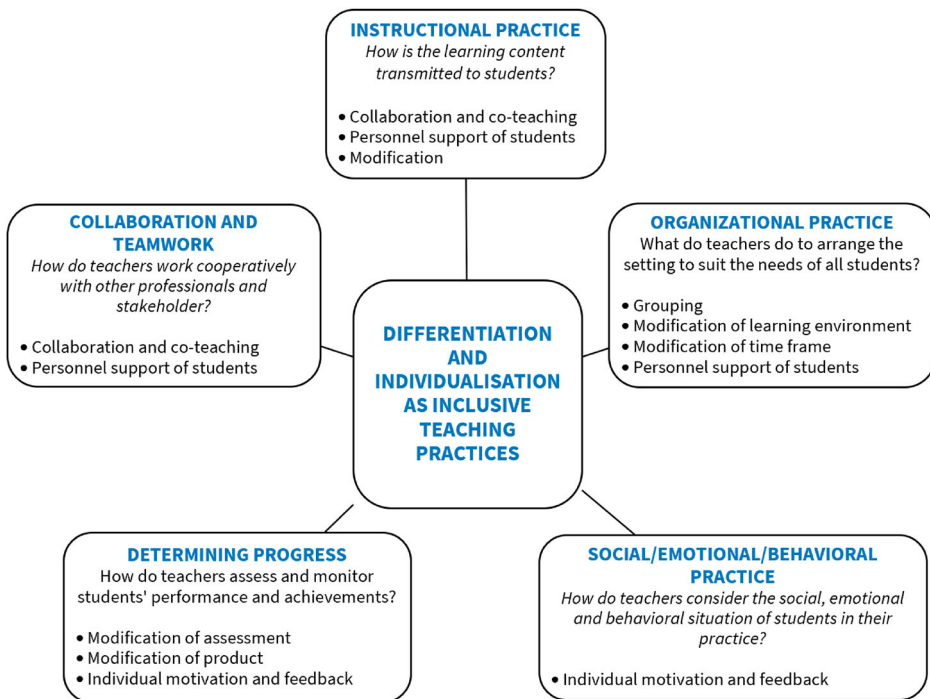 INSTRUCTIONAL PRACTICE
How is the learning content
transmitted to students?
• Collaboration and co-teaching
• Personnel support of students
• Modification
COLLABORATION AND
TEAMWORK
How do teachers work cooperatively
with other professionals and
stakeholder?
• Collaboration and co-teaching
• Personnel support of students
ORGANIZATIONAL PRACTICE
What do teachers do to arrange the
setting to suit the needs of all students?
• Grouping
• Modification of learning environment
• Modification of time frame
• Personnel support of students
DIFFERENTIATION
AND
INDIVIDUALISATION
AS INCLUSIVE
TEACHING
PRACTICES
DETERMINING PROGRESS
How do teachers assess and monitor
students' performance and achievements?
• Modification of assessment
• Modification of product
• Individual motivation and feedback
SOCIAL/EMOTIONAL/BEHAVIORAL
PRACTICE
How do teachers consider the social, emotional
and behavioral situation of students in their
practice?
• Individual motivation and feedback